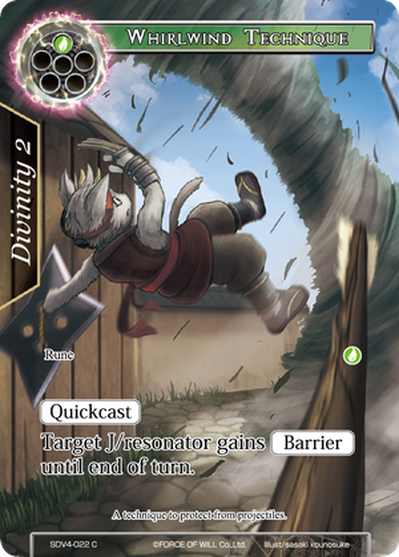 Whirlwind Technique
Divinity 2
Rune
Quickcast
Target J/resonator gains Barrier
until end of turn.
A technique to protect from projectiles.
SDV4-022 C ©FORCE OF WILL Co.,Ltd. Illust/sasaki kounosuke